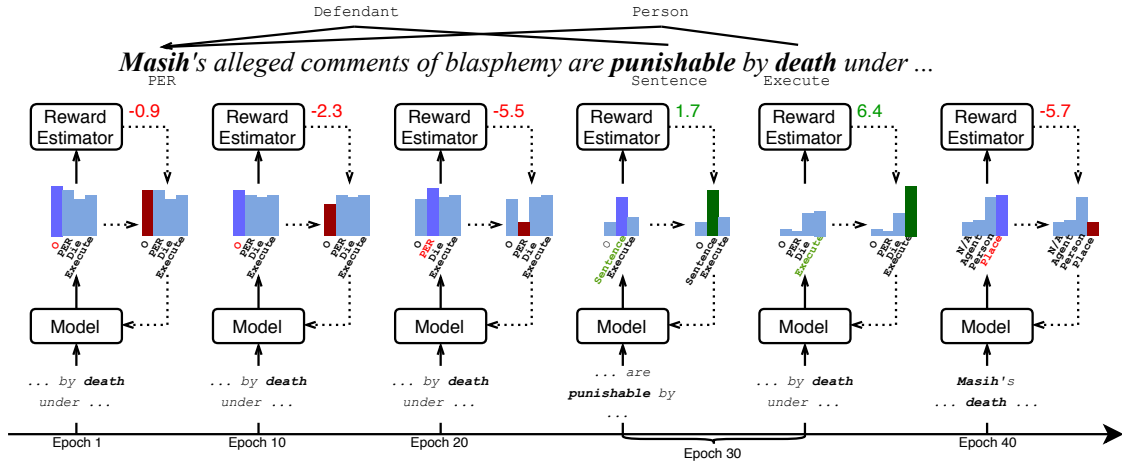 Defendant Person
Masih's alleged comments of blasphemy are punishable by death under ...
PER Sentence Execute
Reward Estimator -0.9
Reward Estimator -2.3
Reward Estimator -5.5
Reward Estimator 1.7
Reward Estimator 6.4
Reward Estimator -5.7
O PER Die Execute
O PER Die Execute
O PER Die Execute
O PER Die Execute
O PER Die Execute
O PER Die Execute
O Sentence Execute
O Sentence Execute
O PER Die Execute
O PER Die Execute
N/A Agent Person Place
N/A Agent Person Place
Model
Model
Model
Model
Model
Model
... by death
under ...
... by death
under ...
... by death
under ...
... are
punishable by
...
... by death
under ...
Masih's
... death ...
Epoch 1
Epoch 10
Epoch 20
Epoch 30
Epoch 40